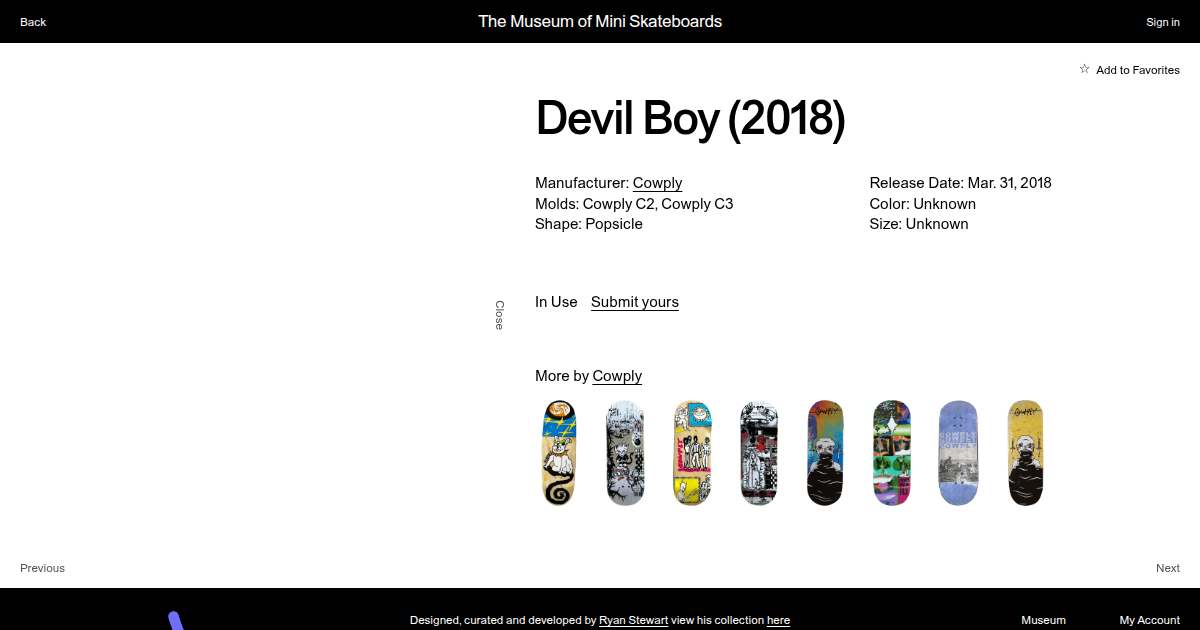 Back
The Museum of Mini Skateboards
Sign in
☆ Add to Favorites
Devil Boy (2018)
Manufacturer: Cowply
Molds: Cowply C2, Cowply C3
Shape: Popsicle
Release Date: Mar. 31, 2018
Color: Unknown
Size: Unknown
Close
In Use Submit yours
More by Cowply
Previous
Next
Designed, curated and developed by Ryan Stewart view his collection here
Museum
My Account